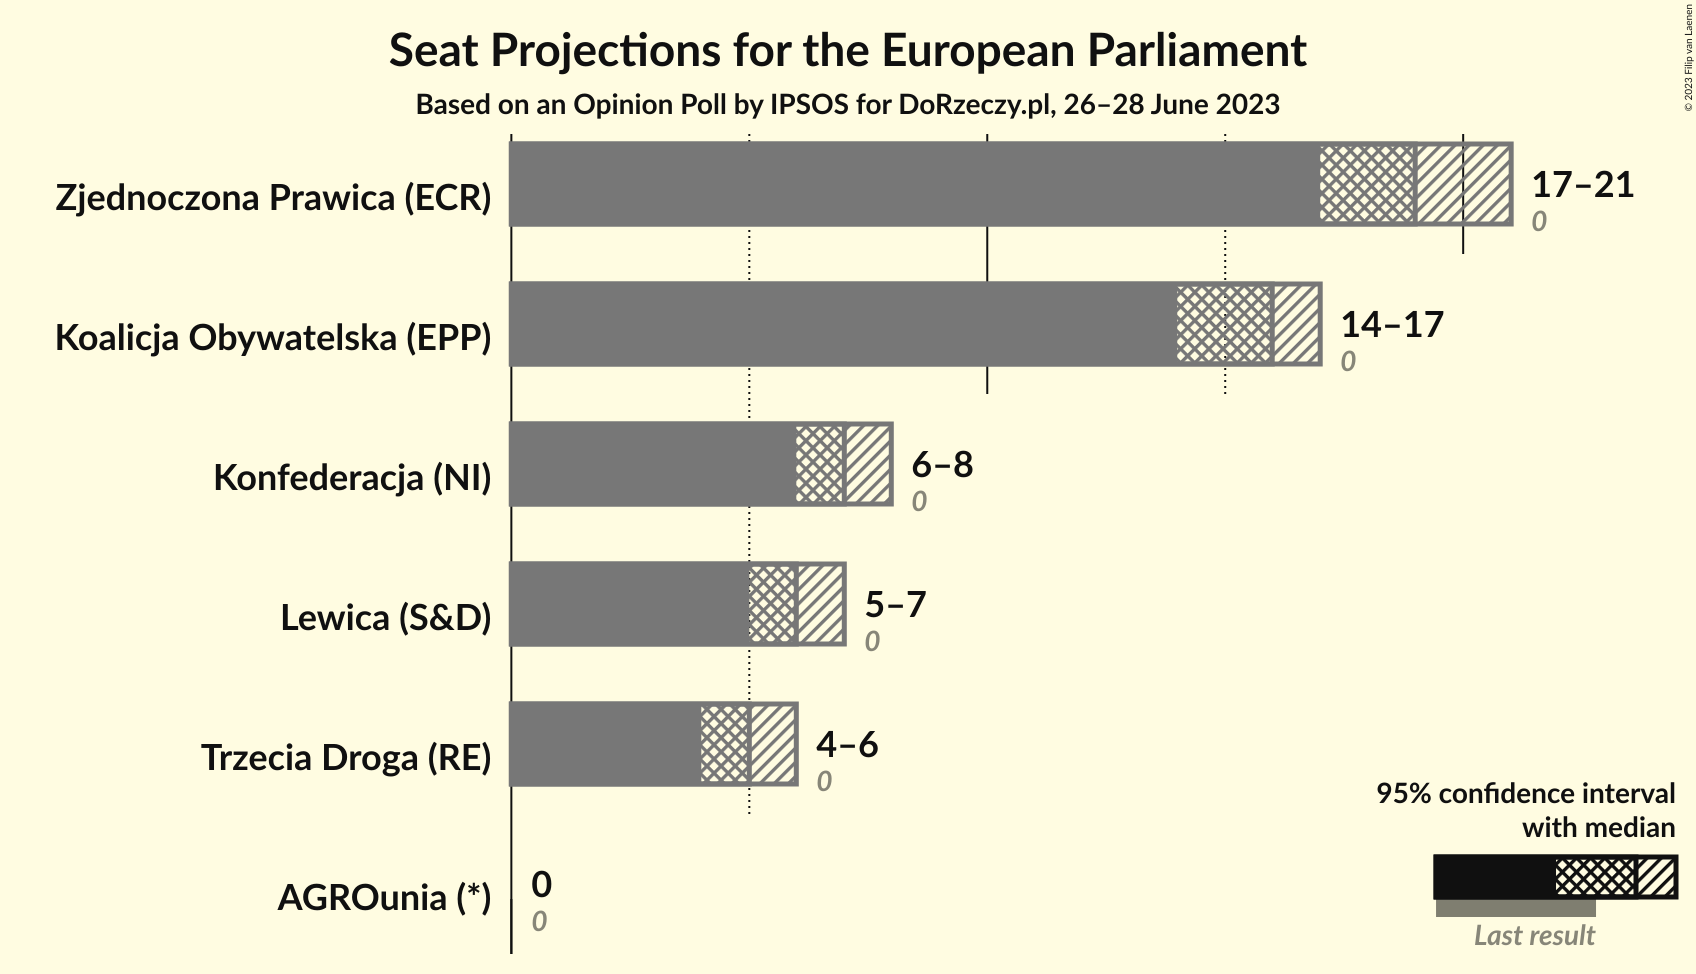 Seat Projections for the European Parliament
Based on an Opinion Poll by IPSOS for DoRzeczy.pl, 26–28 June 2023
© 2023 Filip van Laenen
Zjednoczona Prawica (ECR)
17–21
0
Koalicja Obywatelska (EPP)
14–17
0
Konfederacja (NI)
6–8
0
Lewica (S&D)
5–7
0
Trzecia Droga (RE)
4–6
0
AGROunia (*)
0
0
95% confidence interval
with median
Last result